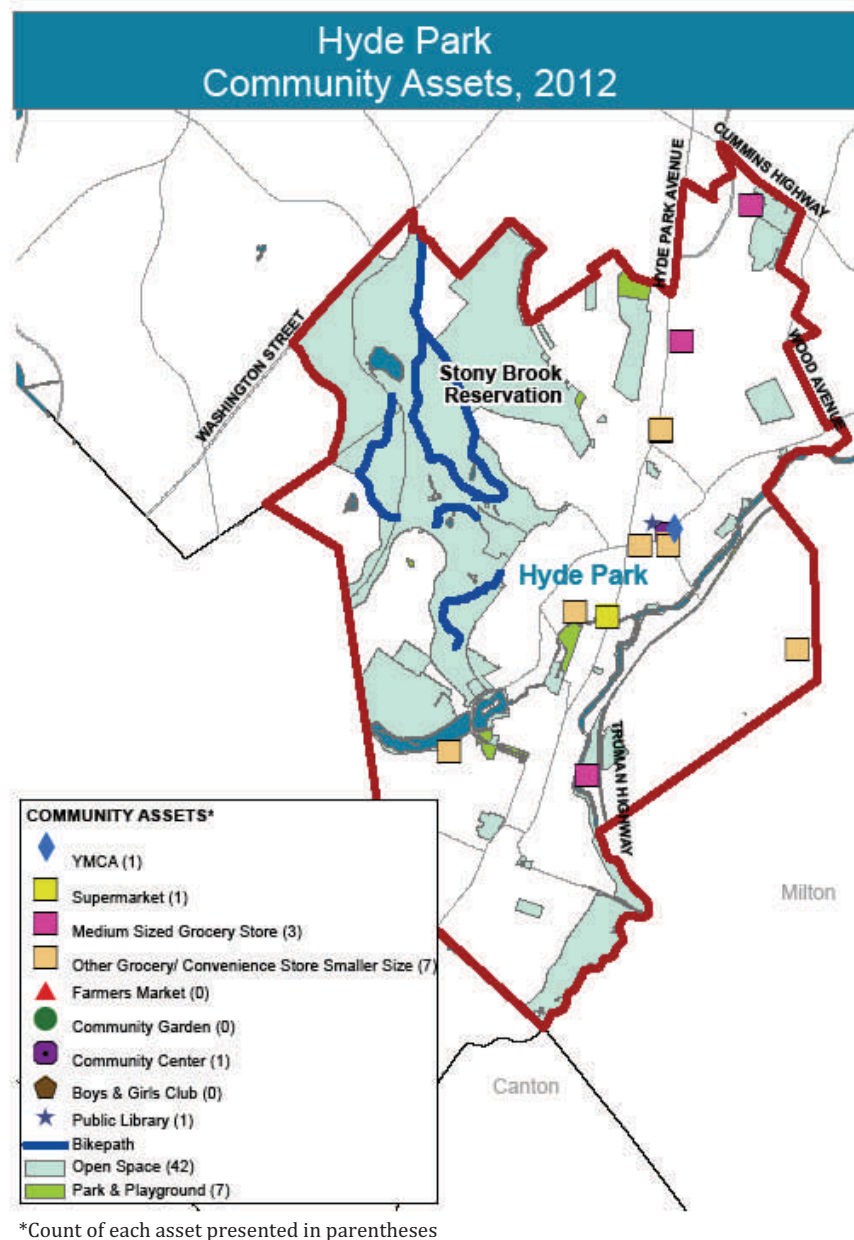 Hyde Park
Community Assets, 2012
CUMMINS HIGHWAY
HYDE PARK AVENUE
WASHINGTON STREET
WOOD AVENUE
Stony Brook
Reservation
Hyde Park
TRUMAN HIGHWAY
Milton
Canton
COMMUNITY ASSETS*
YMCA (1)
Supermarket (1)
Medium Sized Grocery Store (3)
Other Grocery/ Convenience Store Smaller Size (7)
Farmers Market (0)
Community Garden (0)
Community Center (1)
Boys & Girls Club (0)
Public Library (1)
Bikepath
Open Space (42)
Park & Playground (7)
*Count of each asset presented in parentheses